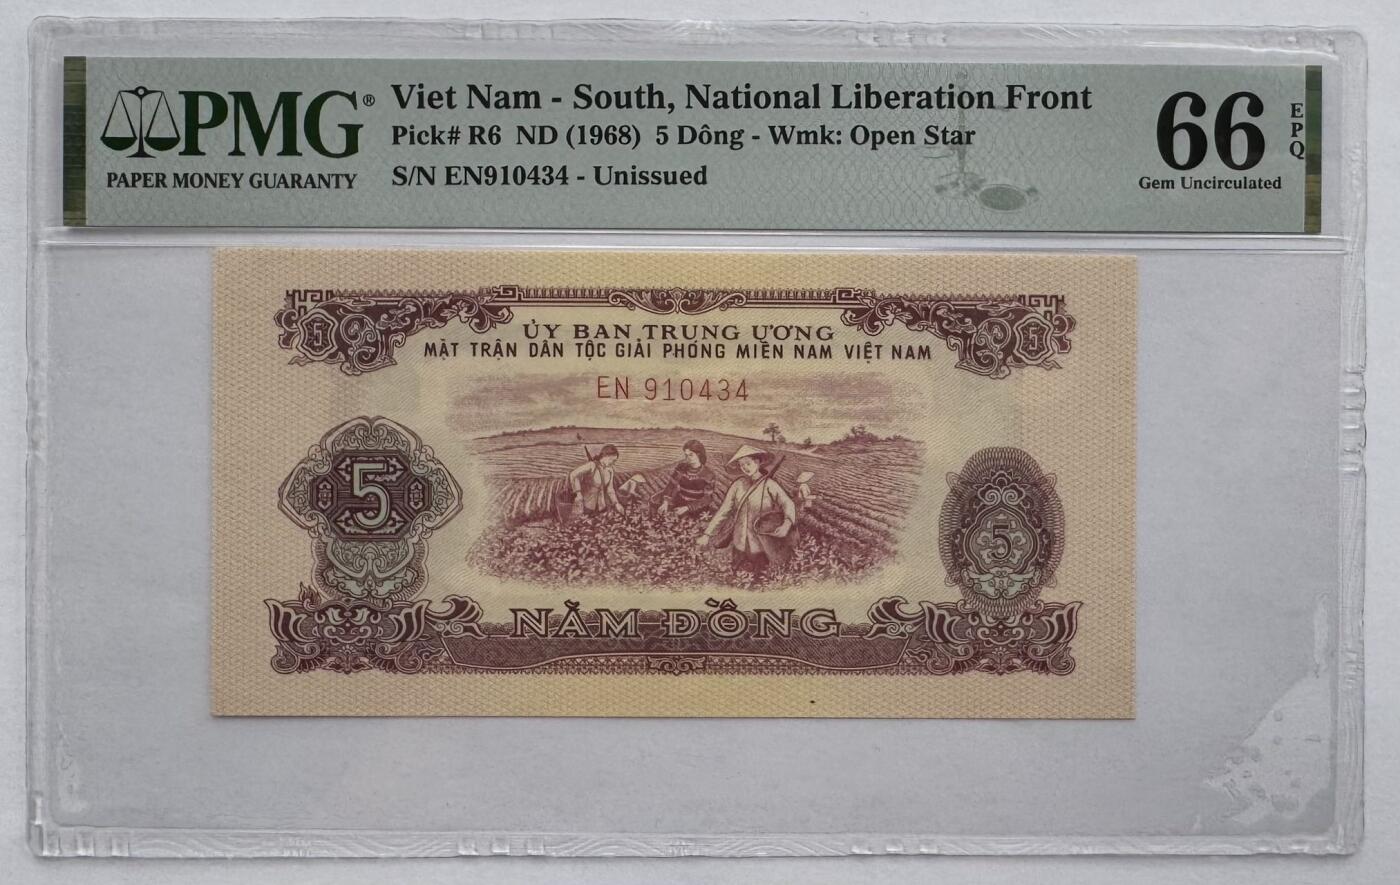 PMG®
PAPER MONEY GUARANTY
Viet Nam - South, National Liberation Front
Pick# R6 ND (1968) 5 Dông - Wmk: Open Star
S/N EN910434 - Unissued
66
EPQ
Gem Uncirculated
5
5
ỦY BAN TRUNG ƯƠNG
MẶT TRẬN DÂN TỘC GIẢI PHÓNG MIỀN NAM VIỆT NAM
EN 910434
5
5
NĂM ĐỒNG